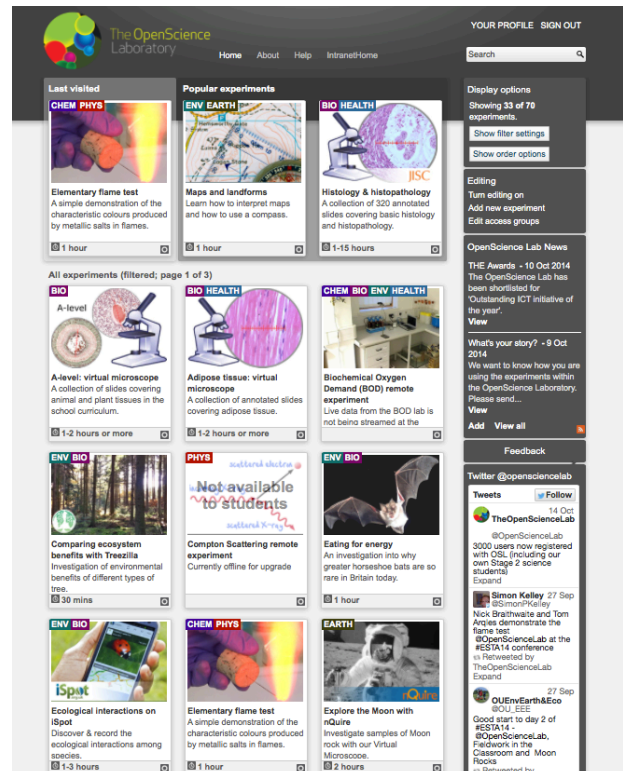 The OpenScience
Laboratory
Home About Help IntranetHome
YOUR PROFILE SIGN OUT
Search
Last visited
CHEM PHYS
Elementary flame test
A simple demonstration of the
characteristic colours produced
by metallic salts in flames.
1 hour
Popular experiments
ENV EARTH
Maps and landforms
Learn how to interpret maps
and how to use a compass.
1 hour
BIO HEALTH
JISC
Histology & histopathology
A collection of 320 annotated
slides covering basic histology
and histopathology.
1-15 hours
All experiments (filtered; page 1 of 3)
BIO
A-level
A-level: virtual microscope
A collection of slides covering
animal and plant tissues in the
school curriculum.
1-2 hours or more
BIO HEALTH
Adipose tissue: virtual
microscope
A collection of annotated slides
covering adipose tissue.
1-2 hours or more
CHEM BIO ENV HEALTH
Biochemical Oxygen
Demand (BOD) remote
experiment
Live data from the BOD lab is
not being streamed at the
ENV BIO
Comparing ecosystem
benefits with Treezilla
Investigation of environmental
benefits of different types of
tree.
30 mins
PHYS
scattered electron
Not available
to students
scattered X-ray
Compton Scattering remote
experiment
Currently offline for upgrade
ENV BIO
Eating for energy
An investigation into why
greater horseshoe bats are so
rare in Britain today.
1 hour
ENV BIO
iSpot
Ecological interactions on
iSpot
Discover & record the
ecological interactions among
species.
1-3 hours
CHEM PHYS
Elementary flame test
A simple demonstration of the
characteristic colours produced
by metallic salts in flames.
1 hour
EARTH
nQuire
Explore the Moon with
nQuire
Investigate samples of Moon
rock with our Virtual
Microscope.
2 hours
Display options
Showing 33 of 70
experiments.
Show filter settings
Show order options
Editing
Turn editing on
Add new experiment
Edit access groups
OpenScience Lab News
THE Awards - 10 Oct 2014
The OpenScience Lab has
been shortlisted for
'Outstanding ICT initiative of
the year'.
View
What's your story? - 9 Oct
2014
We want to know how you are
using the experiments within
the OpenScience Laboratory.
Please send...
View
Add View all
Feedback
Twitter @opensciencelab
Tweets Follow
14 Oct
TheOpenScienceLab
@OpenScienceLab
3000 users now registered
with OSL (including our
own Stage 2 science
students)
Expand
Simon Kelley 27 Sep
@SimonPKelley
Nick Braithwaite and Tom
Argles demonstrate the
flame test
@OpenScienceLab at the
#ESTA14 conference
Retweeted by
TheOpenScienceLab
Expand
27 Sep
OUEnvEarth&Eco
@OU_EEE
Good start to day 2 of
#ESTA14 -
@OpenScienceLab,
Fieldwork in the
Classroom and Moon
Rocks
Retweeted by